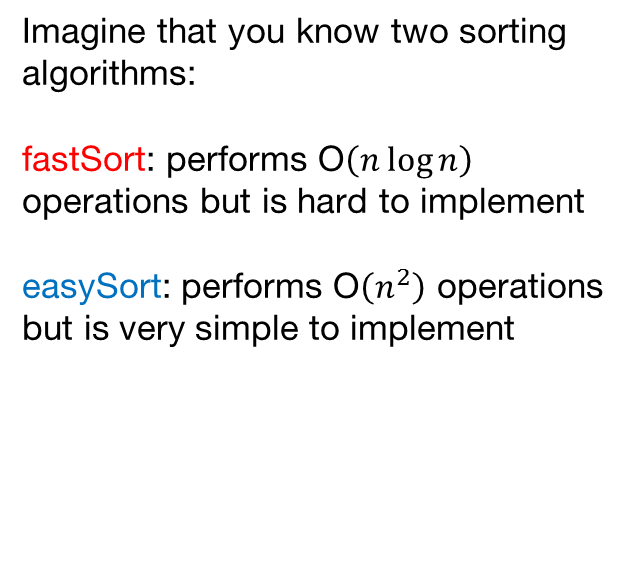 Imagine that you know two sorting
algorithms:
fastSort: performs O(n log n)
operations but is hard to implement
easySort: performs O(n²) operations
but is very simple to implement